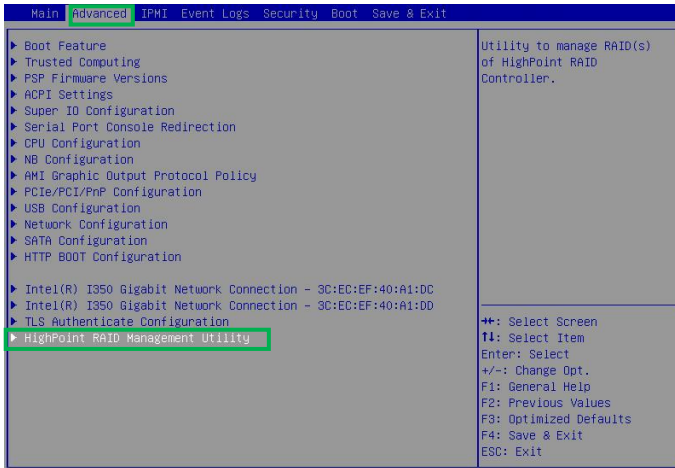 Main Advanced IPMI Event Logs Security Boot Save & Exit
▶ Boot Feature
▶ Trusted Computing
▶ PSP Firmware Versions
▶ ACPI Settings
▶ Super IO Configuration
▶ Serial Port Console Redirection
▶ CPU Configuration
▶ NB Configuration
▶ AMI Graphic Output Protocol Policy
▶ PCIe/PCI/PnP Configuration
▶ USB Configuration
▶ Network Configuration
▶ SATA Configuration
▶ HTTP BOOT Configuration
▶ Intel(R) I350 Gigabit Network Connection - 3C:EC:EF:40:A1:DC
▶ Intel(R) I350 Gigabit Network Connection - 3C:EC:EF:40:A1:DD
▶ TLS Authenticate Configuration
▶ HighPoint RAID Management Utility
Utility to manage RAID(s)
of HighPoint RAID
Controller.
→←: Select Screen
↑↓: Select Item
Enter: Select
+/-: Change Opt.
F1: General Help
F2: Previous Values
F3: Optimized Defaults
F4: Save & Exit
ESC: Exit